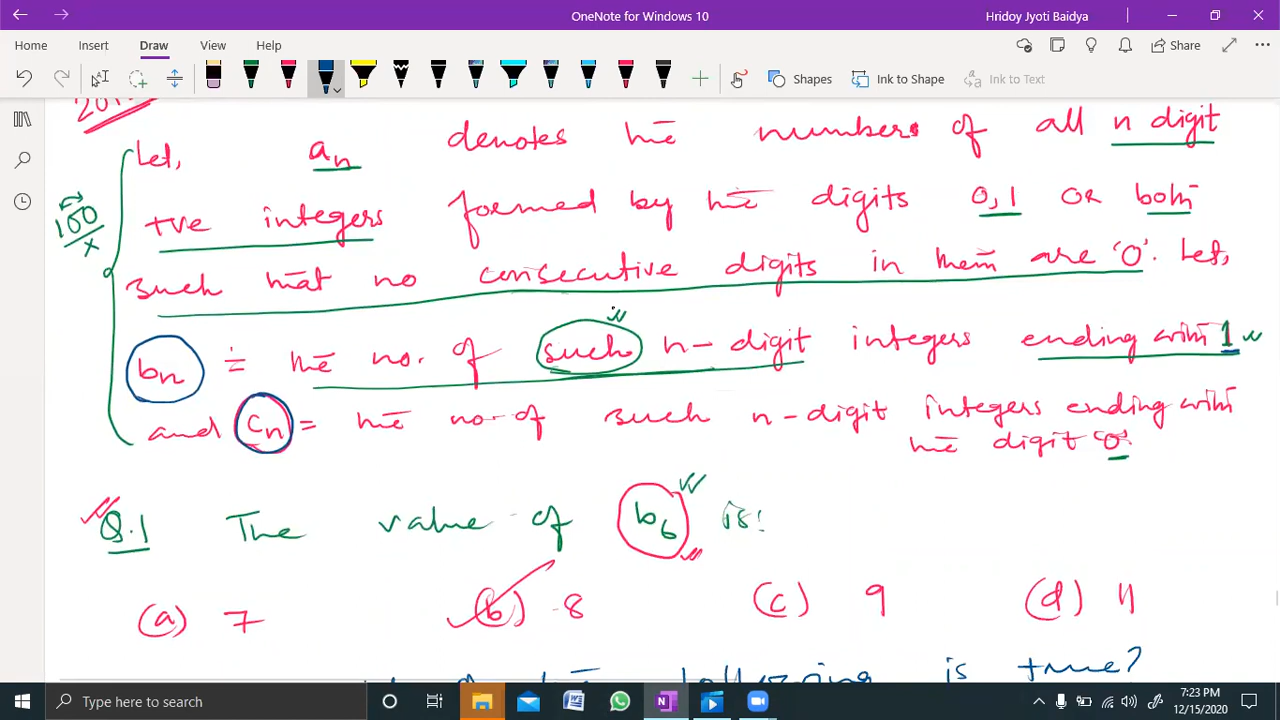 OneNote for Windows 10
Hridoy Jyoti Baidya
Home Insert Draw View Help
Share
Shapes Ink to Shape Ink to Text
denotes the numbers of all n digit
Let, an
+ve integers formed by the digits 0,1 OR both
100
x
such that no consecutive digits in them are '0'. Let,
bn = the no. of such n-digit integers ending with 1
and cn = the no. of such n-digit integers ending with
the digit '0'.
Q.1 The value of b6 is:
(a) 7 (b) 8 (c) 9 (d) 11
following is true?
Type here to search
7:23 PM
12/15/2020